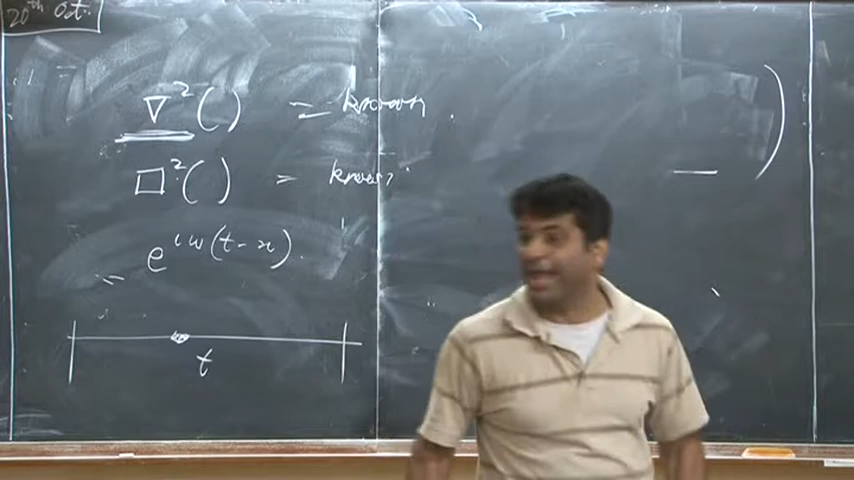 20th Oct.
∇²( ) = known.
□²( ) = known
= e^{iω(t-x)}.
t
)